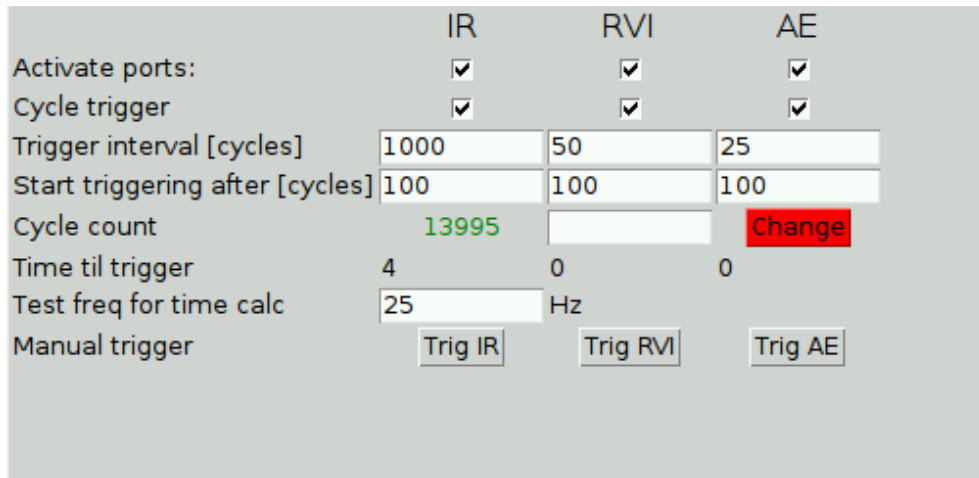 IR RVI AE
Activate ports:
Cycle trigger
Trigger interval [cycles] 1000 50 25
Start triggering after [cycles] 100 100 100
Cycle count 13995 Change
Time til trigger 4 0 0
Test freq for time calc 25 Hz
Manual trigger Trig IR Trig RVI Trig AE